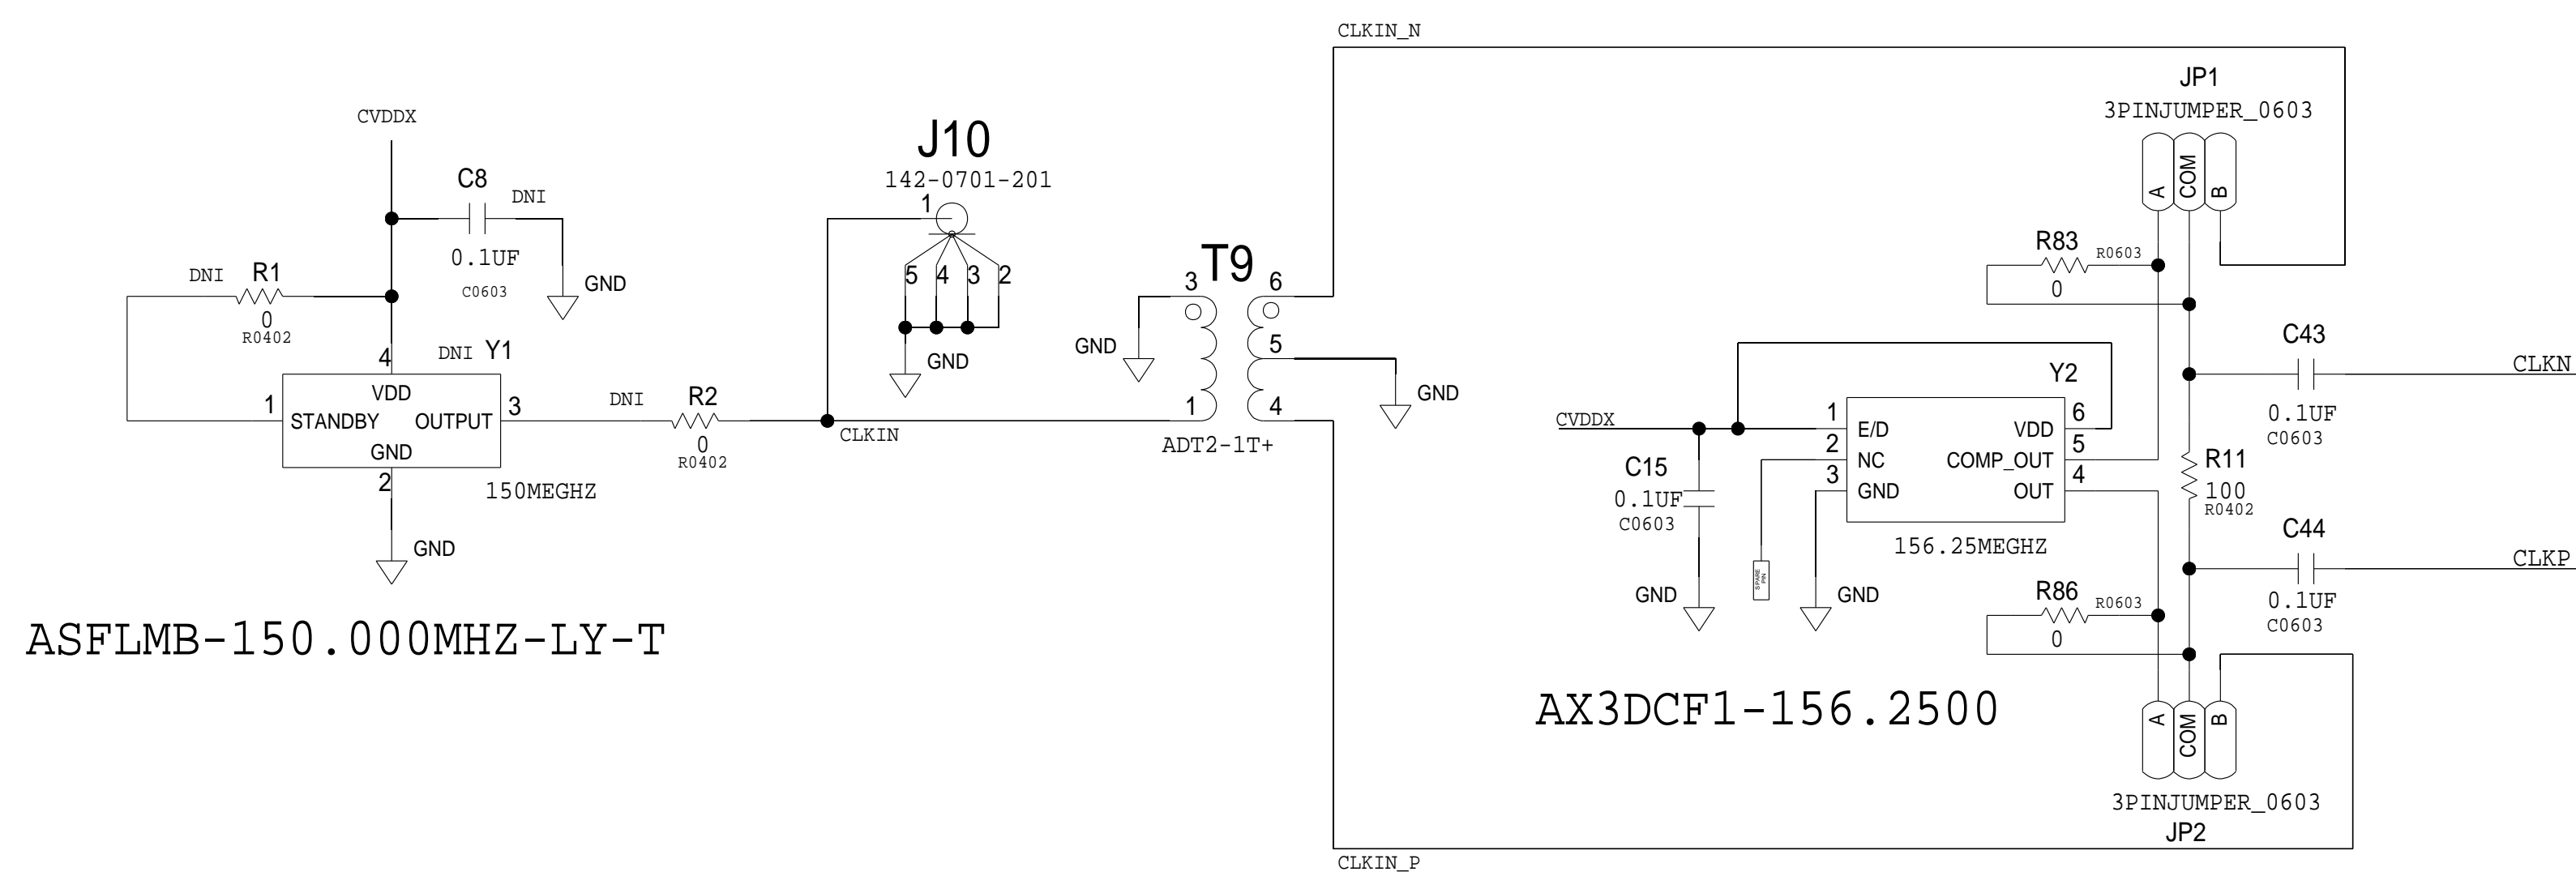 CLKIN_N
JP1
3PINJUMPER_0603
A
COM
B
CVDDX
C8
DNI
0.1UF
C0603
GND
J10
142-0701-201
1
5
4
3
2
GND
DNI
R1
0
R0402
4
DNI
Y1
1
STANDBY
VDD
OUTPUT
GND
3
2
150MEGHZ
GND
DNI
R2
0
R0402
CLKIN
T9
3
6
GND
5
GND
1
4
ADT2-1T+
R83
R0603
0
C43
CLKN
0.1UF
C0603
Y2
CVDDX
1
E/D
VDD
6
2
NC
COMP_OUT
5
3
GND
OUT
4
C15
0.1UF
C0603
156.25MEGHZ
R11
100
R0402
C44
CLKP
0.1UF
C0603
SPARE
PIN
GND
GND
R86
R0603
0
ASFLMB-150.000MHZ-LY-T
AX3DCF1-156.2500
A
COM
B
3PINJUMPER_0603
JP2
CLKIN_P